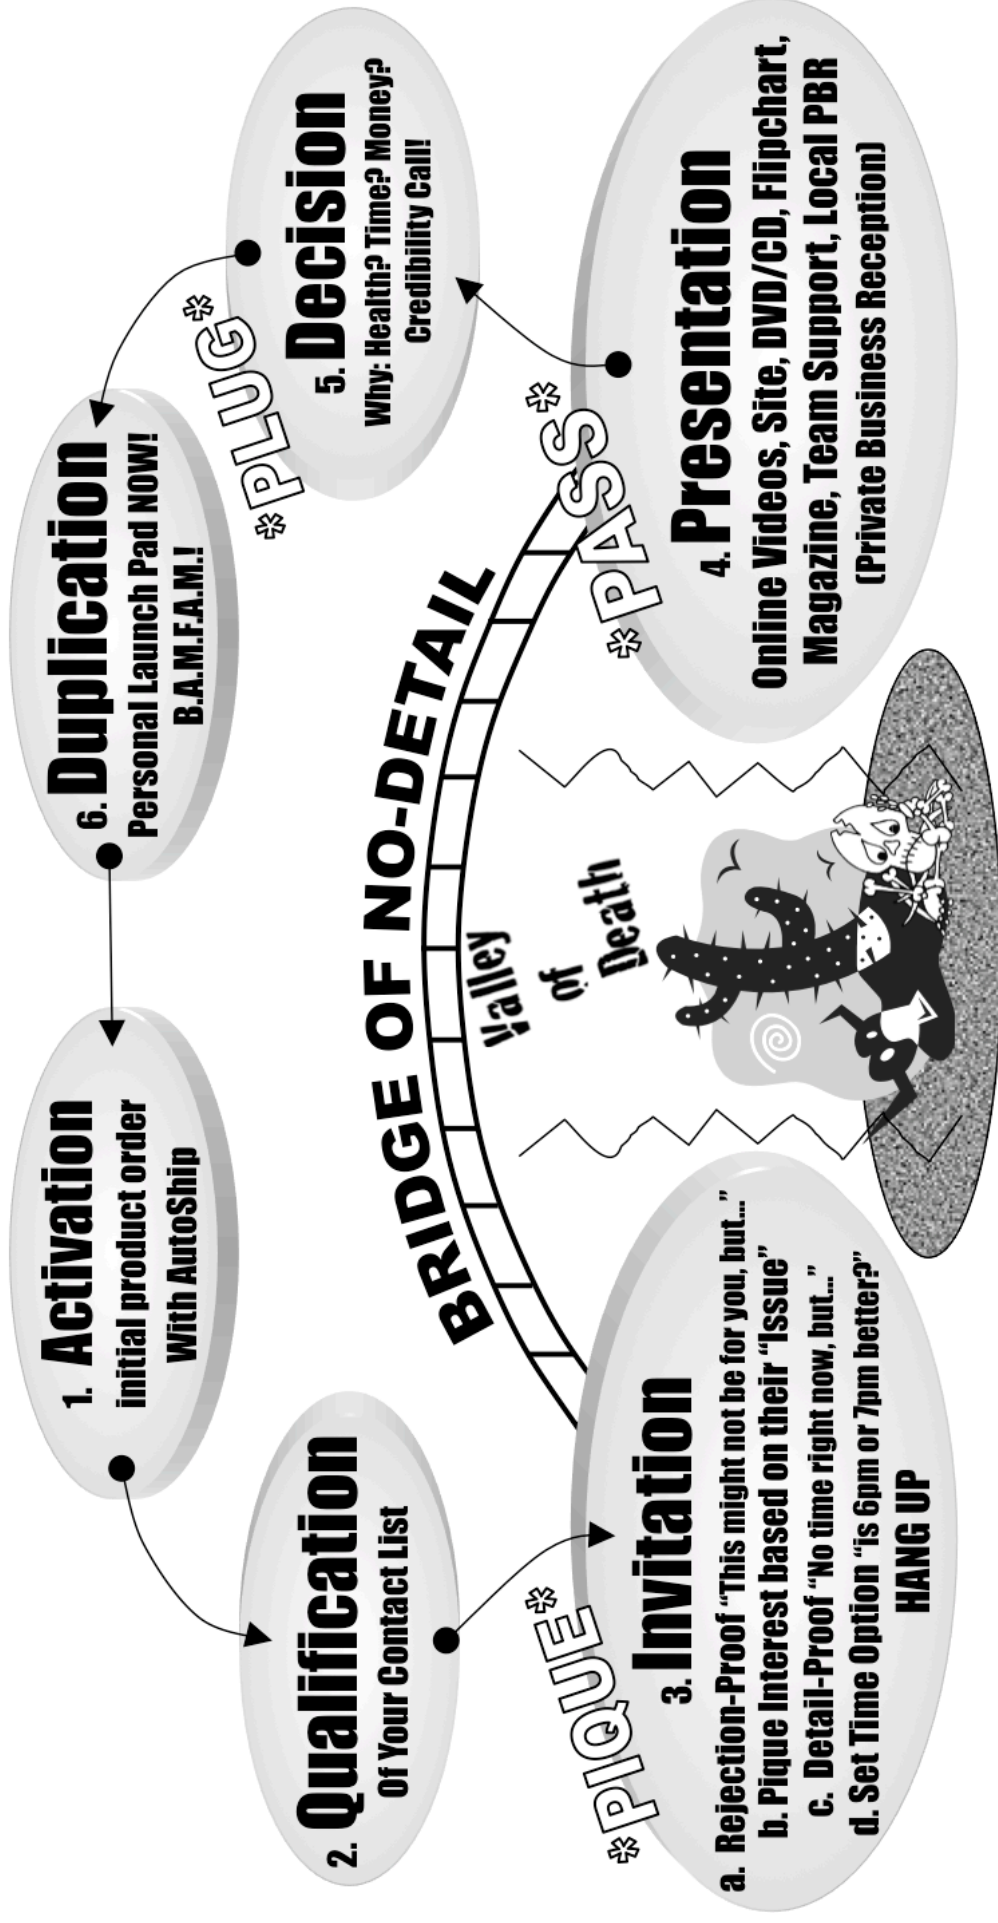 1. Activation
initial product order
With AutoShip
2. Qualification
Of Your Contact List
*PIQUE*
3. Invitation
a. Rejection-Proof “This might not be for you, but...”
b. Pique Interest based on their “Issue”
c. Detail-Proof “No time right now, but...”
d. Set Time Option “is 6pm or 7pm better?”
HANG UP
BRIDGE OF NO-DETAIL
Valley
of
Death
*PASS*
4. Presentation
Online Videos, Site, DVD/CD, Flipchart,
Magazine, Team Support, Local PBR
(Private Business Reception)
5. Decision
Why: Health? Time? Money?
Credibility Call!
*PLUG*
6. Duplication
Personal Launch Pad NOW!
B.A.M.F.A.M.!